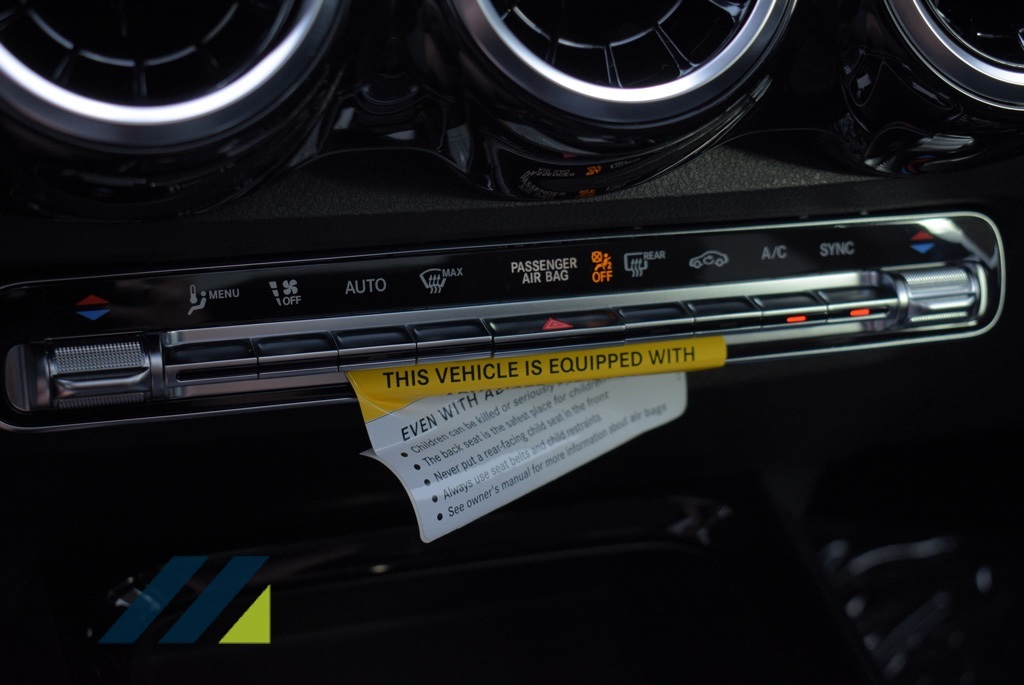 MENU
OFF
AUTO
MAX
PASSENGER
AIR BAG
OFF
REAR
A/C
SYNC
THIS VEHICLE IS EQUIPPED WITH
EVEN WITH
• Children can be killed or seriously
• The back seat is the safest place for children
• Never put a rear-facing child seat in the front
• Always use seat belts and child restraints
• See owner's manual for more information about air bags